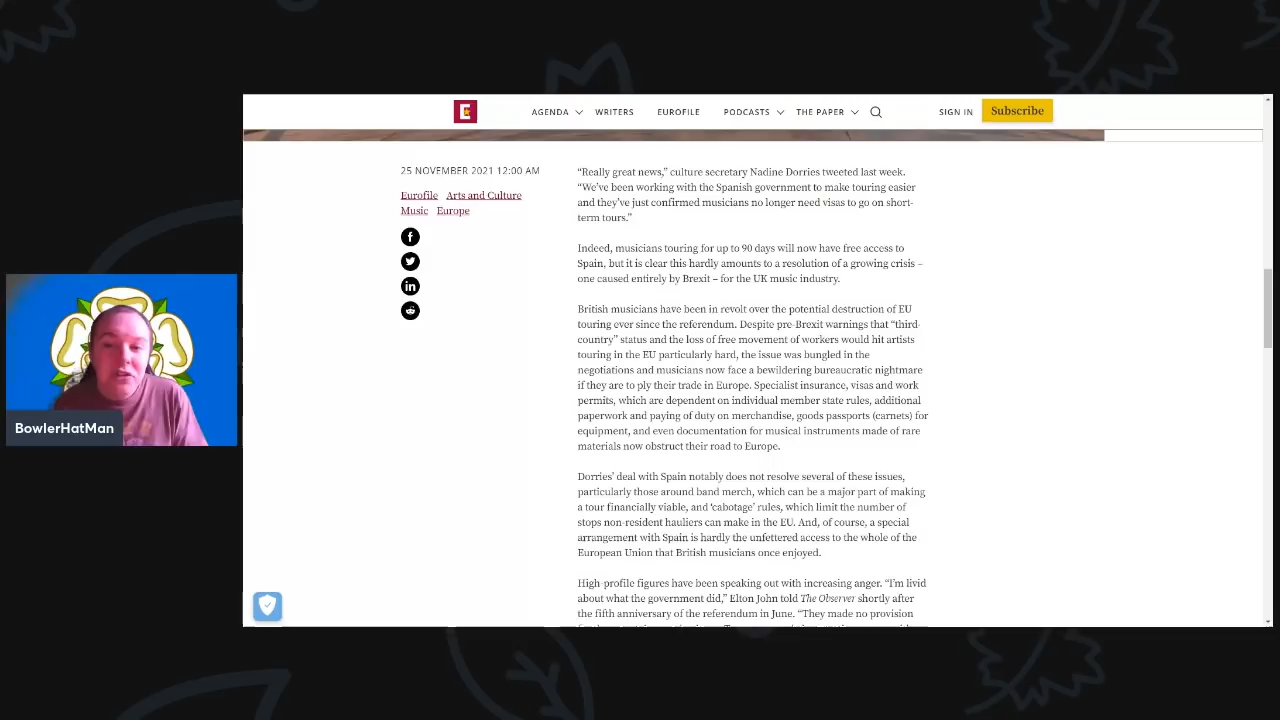 AGENDA WRITERS EUROFILE PODCASTS THE PAPER SIGN IN Subscribe
25 NOVEMBER 2021 12:00 AM
Eurofile Arts and Culture
Music Europe
“Really great news,” culture secretary Nadine Dorries tweeted last week.
“We’ve been working with the Spanish government to make touring easier
and they’ve just confirmed musicians no longer need visas to go on short-
term tours.”
Indeed, musicians touring for up to 90 days will now have free access to
Spain, but it is clear this hardly amounts to a resolution of a growing crisis –
one caused entirely by Brexit – for the UK music industry.
British musicians have been in revolt over the potential destruction of EU
touring ever since the referendum. Despite pre-Brexit warnings that “third-
country” status and the loss of free movement of workers would hit artists
touring in the EU particularly hard, the issue was bungled in the
negotiations and musicians now face a bewildering bureaucratic nightmare
if they are to ply their trade in Europe. Specialist insurance, visas and work
permits, which are dependent on individual member state rules, additional
paperwork and paying of duty on merchandise, goods passports (carnets) for
equipment, and even documentation for musical instruments made of rare
materials now obstruct their road to Europe.
Dorries’ deal with Spain notably does not resolve several of these issues,
particularly those around band merch, which can be a major part of making
a tour financially viable, and ‘cabotage’ rules, which limit the number of
stops non-resident hauliers can make in the EU. And, of course, a special
arrangement with Spain is hardly the unfettered access to the whole of the
European Union that British musicians once enjoyed.
High-profile figures have been speaking out with increasing anger. “I’m livid
about what the government did,” Elton John told The Observer shortly after
the fifth anniversary of the referendum in June. “They made no provision
BowlerHatMan